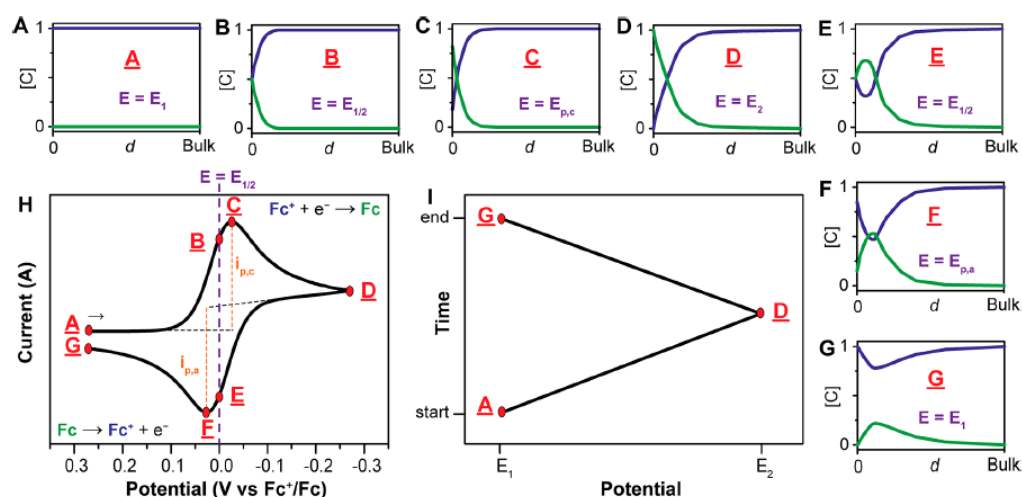 A
1
[C]
0
A
E = E₁
0 d Bulk
B
1
0
B
E = E₁/₂
0 d Bulk
C
1
0
C
E = Eₚ,c
0 d Bulk
D
1
0
D
E = E₂
0 d Bulk
E
1
[C]
0
E
E = E₁/₂
0 d Bulk
F
1
[C]
0
F
E = Eₚ,ₐ
0 d Bulk
G
1
[C]
0
G
E = E₁
0 d Bulk
H
E = E₁/₂
Fc⁺ + e⁻ → Fc
C
B
iₚ,c
D
A →
G
iₚ,ₐ
E
F
Fc → Fc⁺ + e⁻
Current (A)
0.3 0.2 0.1 0.0 -0.1 -0.2 -0.3
Potential (V vs Fc⁺/Fc)
I
end
G
Time
D
start
A
E₁ E₂
Potential